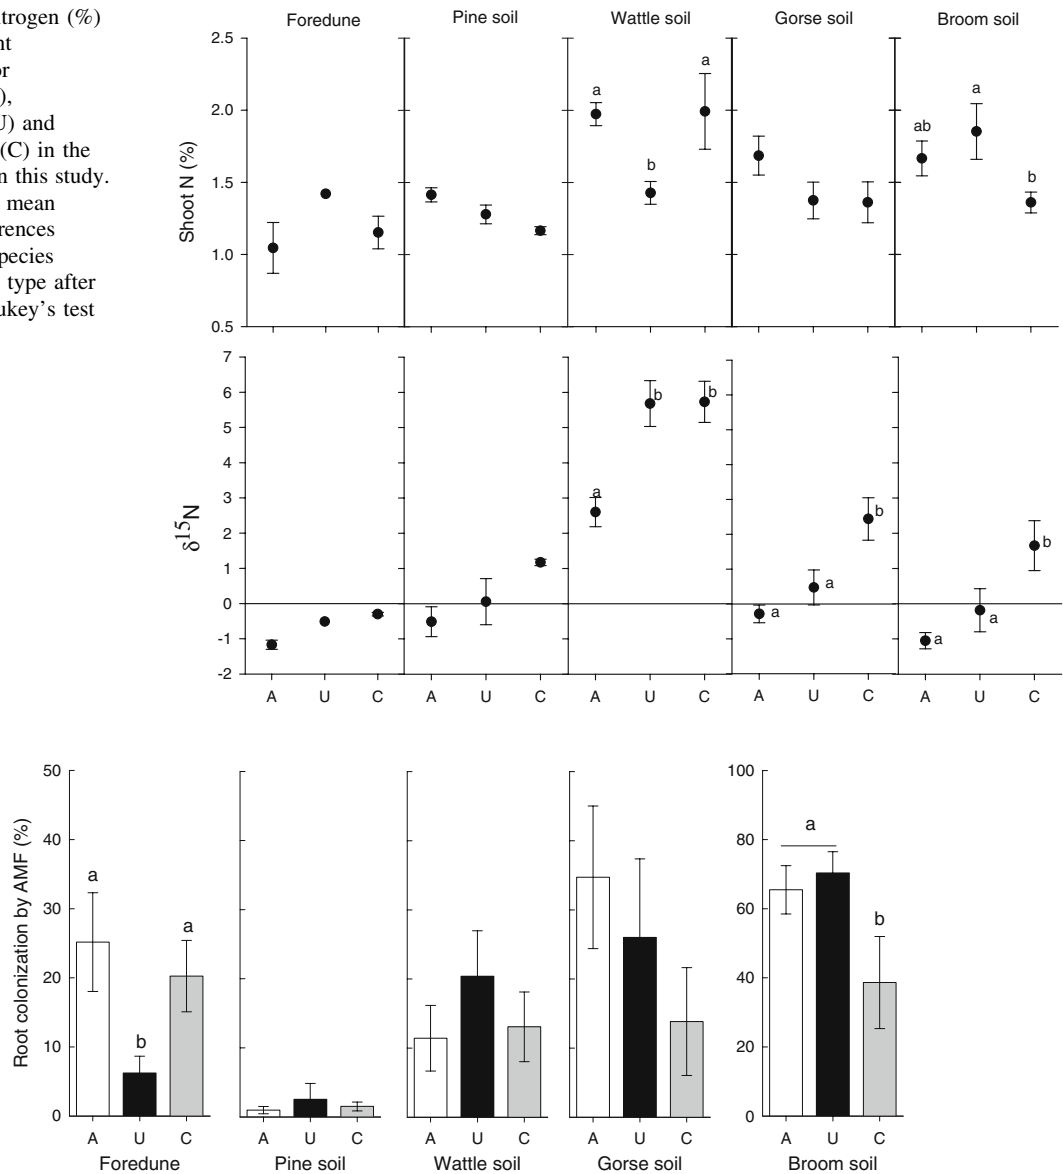 trogen (%)
nt
or
),
U) and
(C) in the
n this study.
mean
rences
pecies
type after
ukey's test
Foredune Pine soil Wattle soil Gorse soil Broom soil
Shoot N (%)
2.5
2.0
1.5
1.0
0.5
a b a
ab a b
δ15N
7
6
5
4
3
2
1
0
-1
-2
a b b
a a b
a a b
A U C A U C A U C A U C A U C
Root colonization by AMF (%)
50
40
30
20
10
0
a b a
100
80
60
40
20
0
a b
A U C A U C A U C A U C A U C
Foredune Pine soil Wattle soil Gorse soil Broom soil